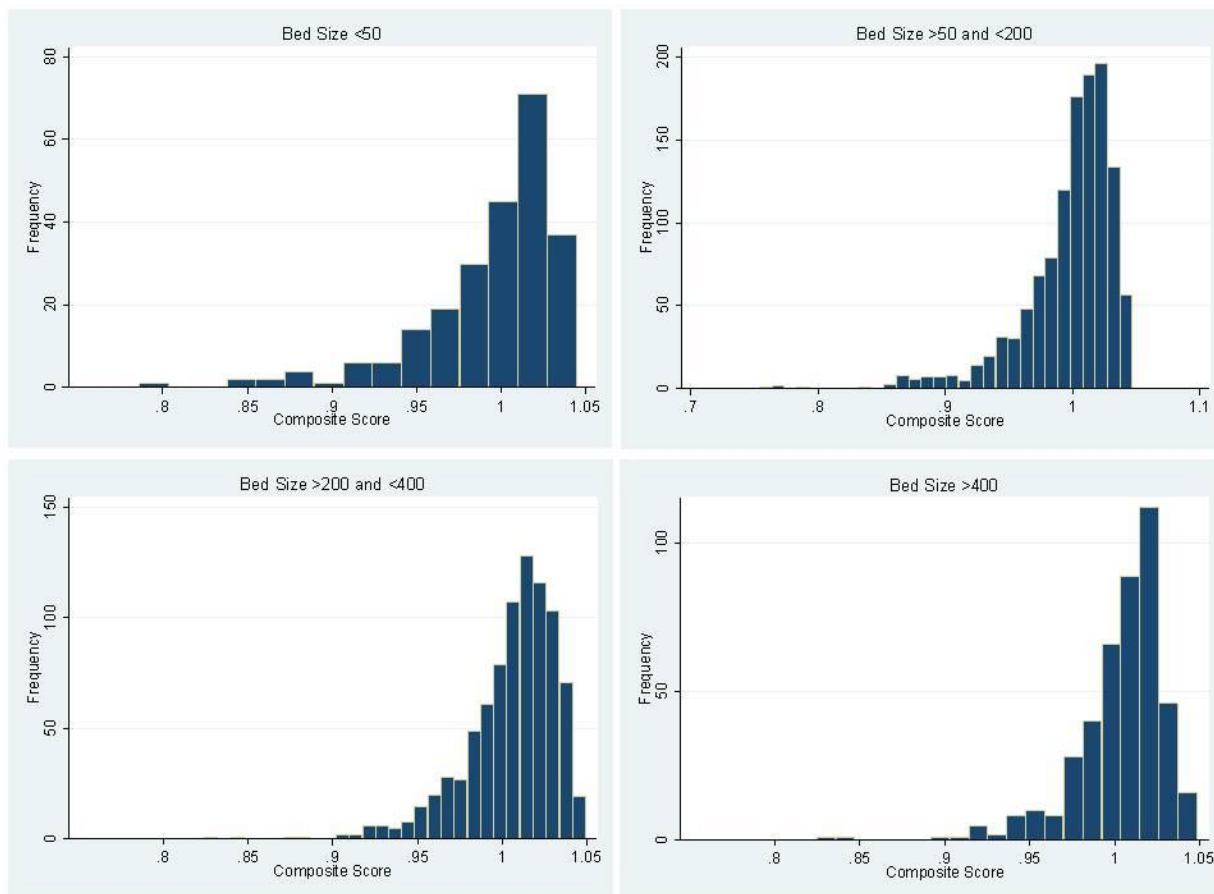 Bed Size <50
80
60
40
20
0
Frequency
.8 .85 .9 .95 1 1.05
Composite Score
Bed Size >50 and <200
200
150
100
50
0
Frequency
.7 .8 .9 1 1.1
Composite Score
Bed Size >200 and <400
150
100
50
0
Frequency
.8 .85 .9 .95 1 1.05
Composite Score
Bed Size >400
100
50
0
Frequency
.8 .85 .9 .95 1 1.05
Composite Score